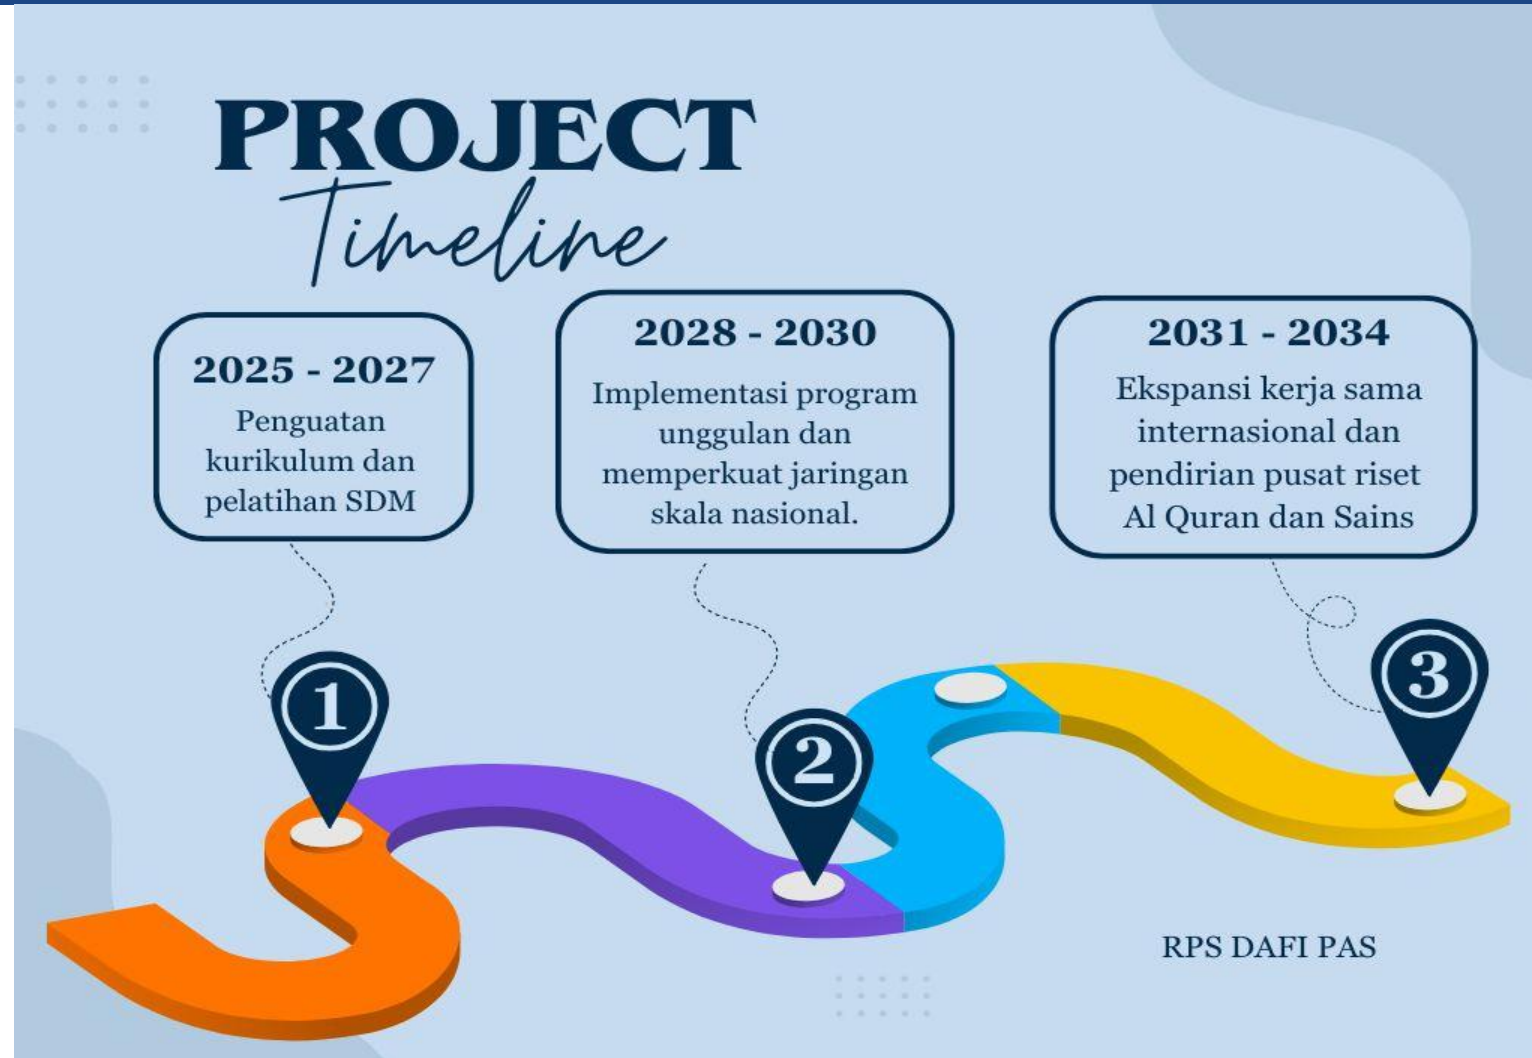 PROJECT
Timeline
2025 - 2027
Penguatan
kurikulum dan
pelatihan SDM
2028 - 2030
Implementasi program
unggulan dan
memperkuat jaringan
skala nasional.
2031 - 2034
Ekspansi kerja sama
internasional dan
pendirian pusat riset
Al Quran dan Sains
1
2
3
RPS DAFI PAS